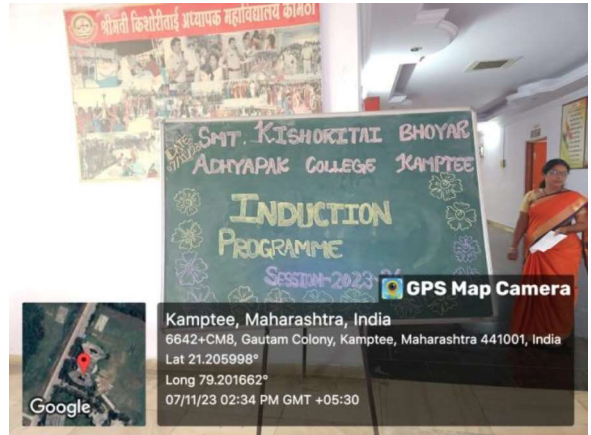 श्रीमती किशोरीबाई अध्यापक महाविद्यालय कामठी
LATE
SMT. KISHORITAI BHOYAR
ADHYAPAK COLLEGE KAMPTEE
INDUCTION
PROGRAMME
SESSION-2023-
GPS Map Camera
Kamptee, Maharashtra, India
6642+CM8, Gautam Colony, Kamptee, Maharashtra 441001, India
Lat 21.205998°
Long 79.201662°
07/11/23 02:34 PM GMT +05:30
Google